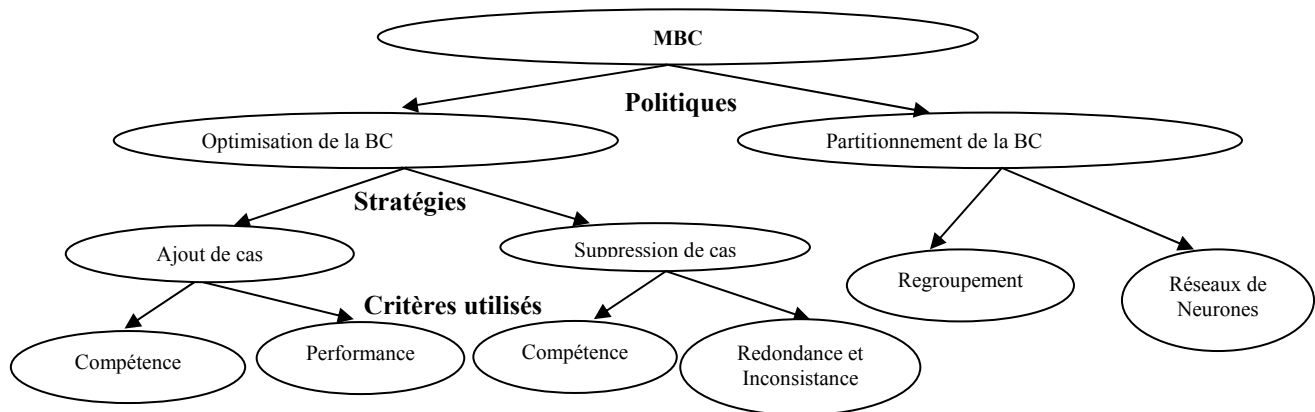 MBC
Politiques
Optimisation de la BC
Partitionnement de la BC
Stratégies
Ajout de cas
Suppression de cas
Regroupement
Réseaux de
Neurones
Critères utilisés
Compétence
Performance
Compétence
Redondance et
Inconsistance